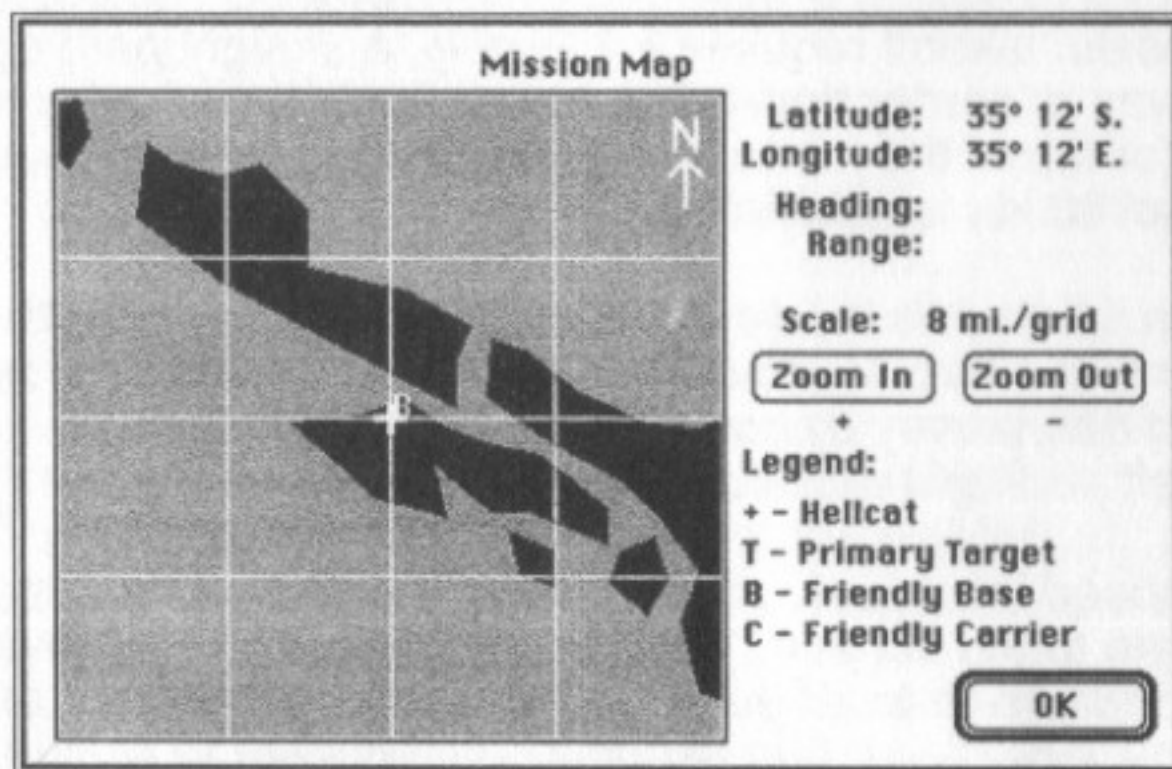 Mission Map
N
B
Latitude: 35° 12' S.
Longitude: 35° 12' E.
Heading:
Range:
Scale: 8 mi./grid
Zoom In Zoom Out
+ -
Legend:
+ - Hellcat
T - Primary Target
B - Friendly Base
C - Friendly Carrier
OK